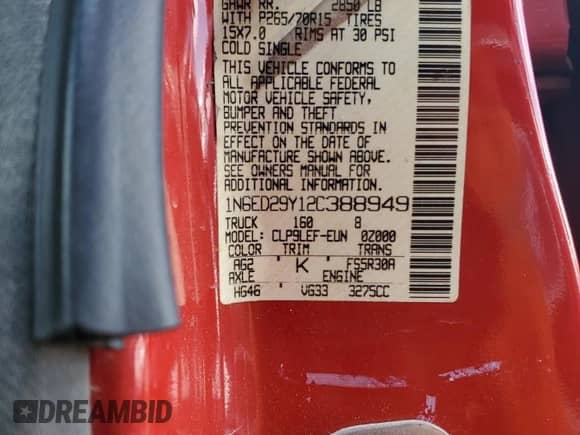 GAWR RR. 2850 LB
WITH P265/70R15 TIRES
15X7.0 RIMS AT 30 PSI
COLD SINGLE
THIS VEHICLE CONFORMS TO
ALL APPLICABLE FEDERAL
MOTOR VEHICLE SAFETY,
BUMPER AND THEFT
PREVENTION STANDARDS IN
EFFECT ON THE DATE OF
MANUFACTURE SHOWN ABOVE.
SEE OWNERS MANUAL FOR
ADDITIONAL INFORMATION
1N6ED29Y12C388949
TRUCK 160 8
MODEL: CLP9LEF-EUN 0Z000
COLOR TRIM TRANS
AG2 K FS5R30A
AXLE ENGINE
HG46 VG33 3275CC
DREAMBID